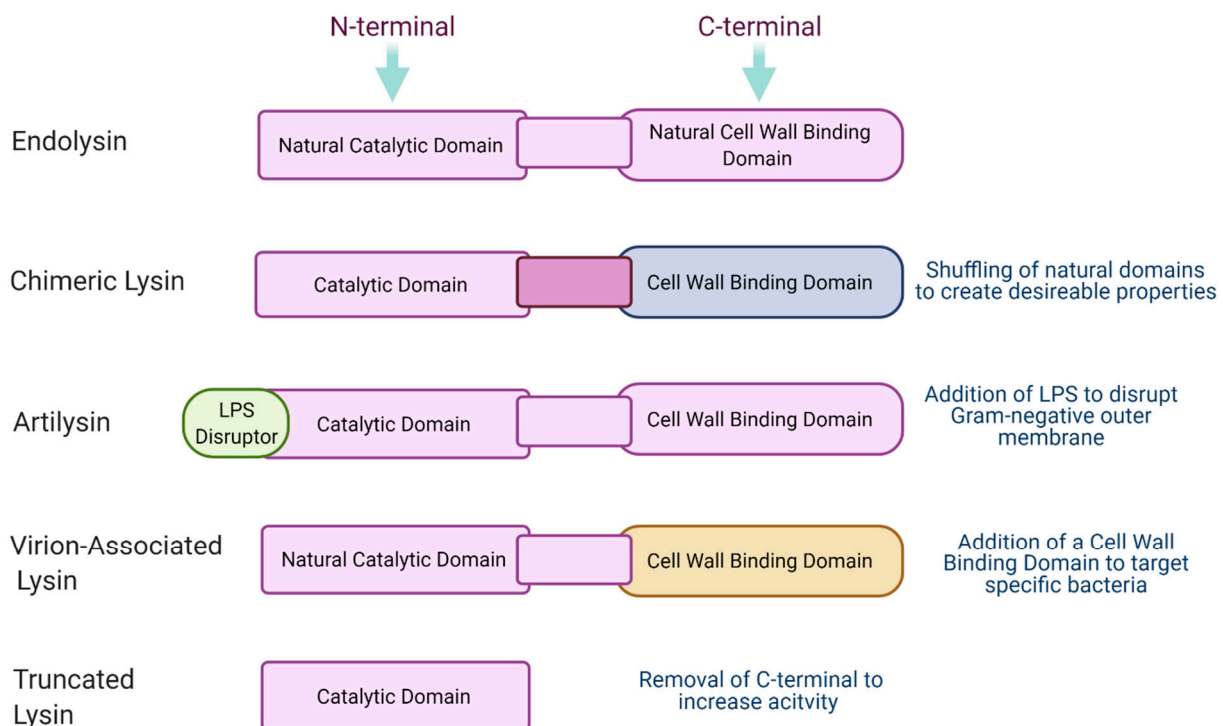 N-terminal
C-terminal
Endolysin
Natural Catalytic Domain
Natural Cell Wall Binding
Domain
Chimeric Lysin
Catalytic Domain
Cell Wall Binding Domain
Shuffling of natural domains
to create desireable properties
Artilysin
LPS
Disruptor
Catalytic Domain
Cell Wall Binding Domain
Addition of LPS to disrupt
Gram-negative outer
membrane
Virion-Associated
Lysin
Natural Catalytic Domain
Cell Wall Binding Domain
Addition of a Cell Wall
Binding Domain to target
specific bacteria
Truncated
Lysin
Catalytic Domain
Removal of C-terminal to
increase acitvity